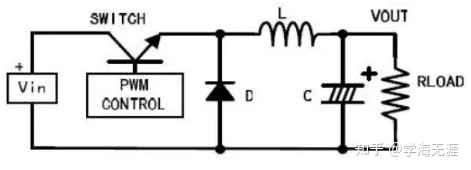 SWITCH
L
VOUT
+
Vin
PWM
CONTROL
D
C
+
RLOAD
知乎 @学海无涯